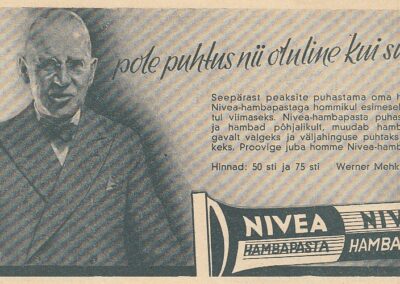 pole puhtus nii oluline kui su
Seepärast peaksite puhastama oma h
Nivea-hambapastaga hommikul esimesel
tul viimaseks. Nivea-hambapasta puhas
ja hambad põhjalikult, muudab hamb
gavalt valgeks ja väljahinguse puhtaks
keks. Proovige juba homme Nivea-hamb
Hinnad: 50 sti ja 75 sti Werner Mehk
NIVEA NIV
HAMBAPASTA HAMBA